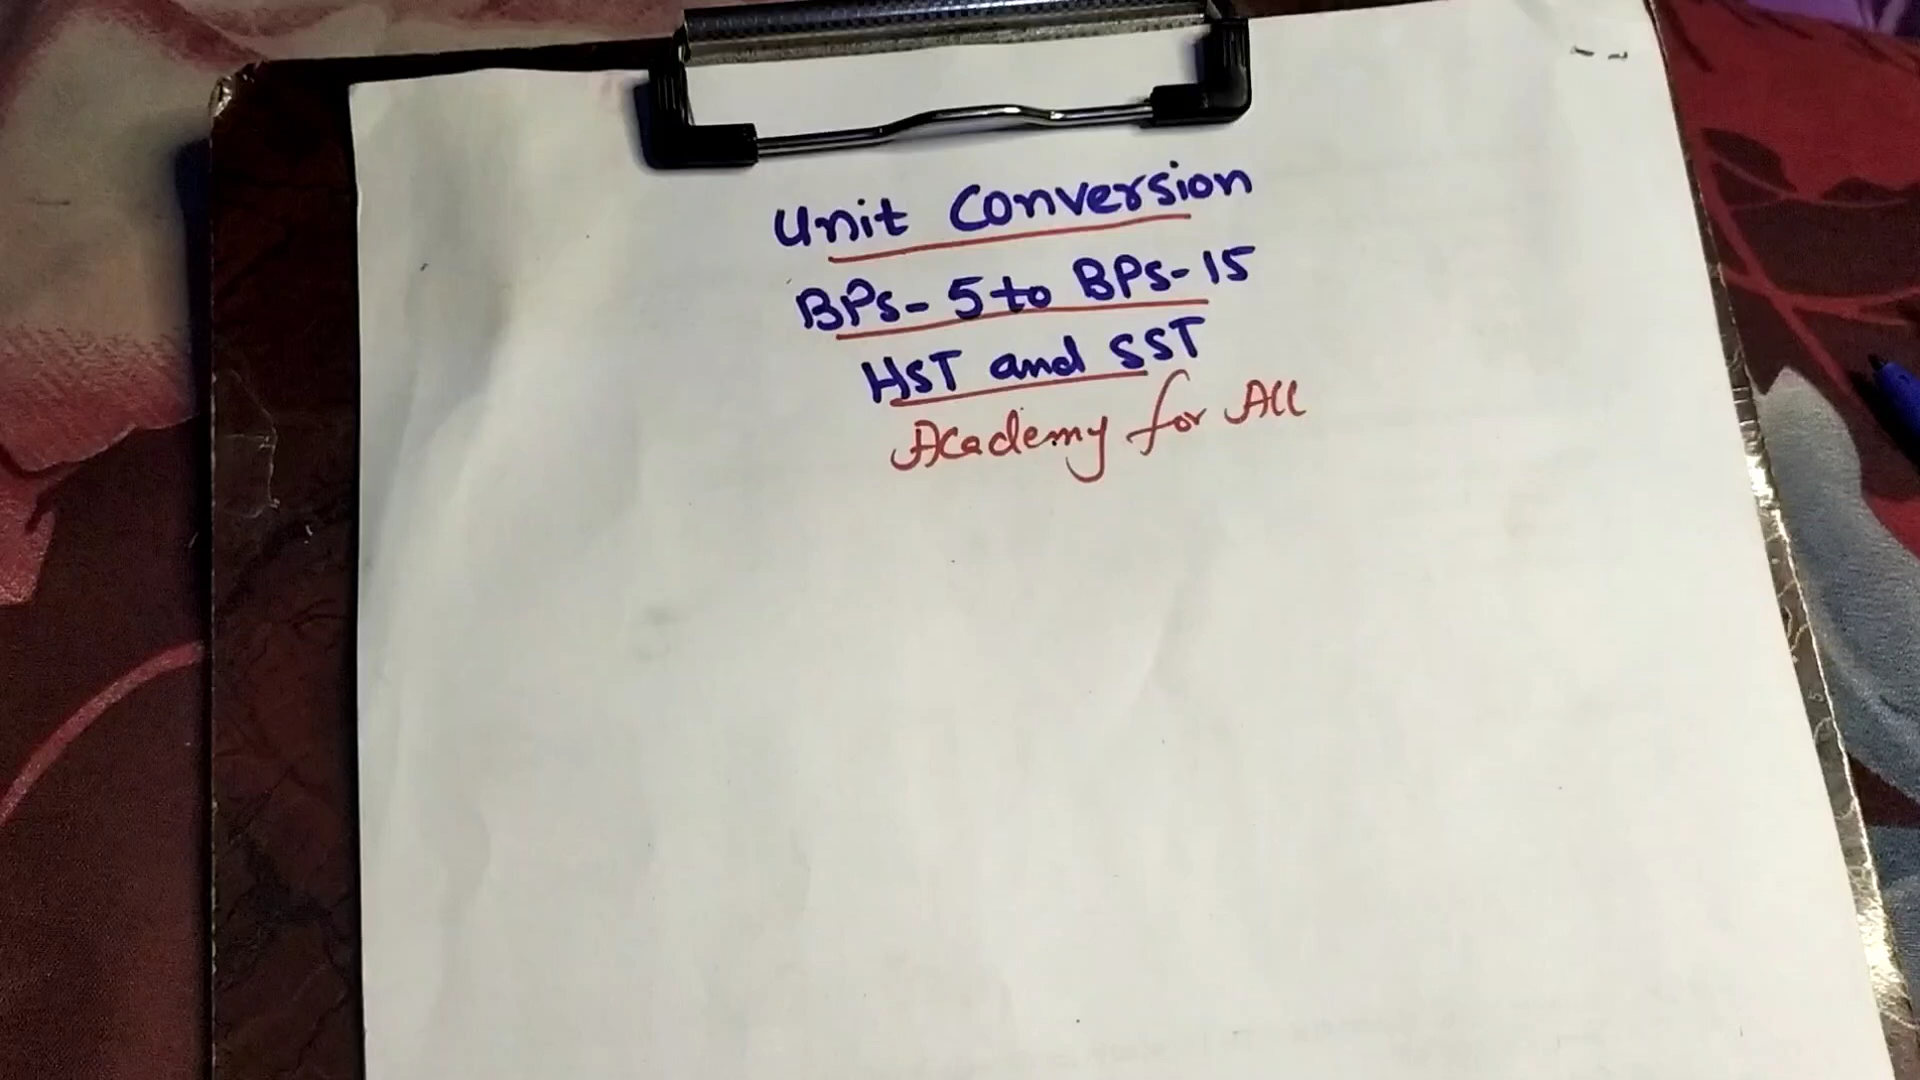 Unit Conversion
BPS-5 to BPS-15
HST and SST
Academy for All